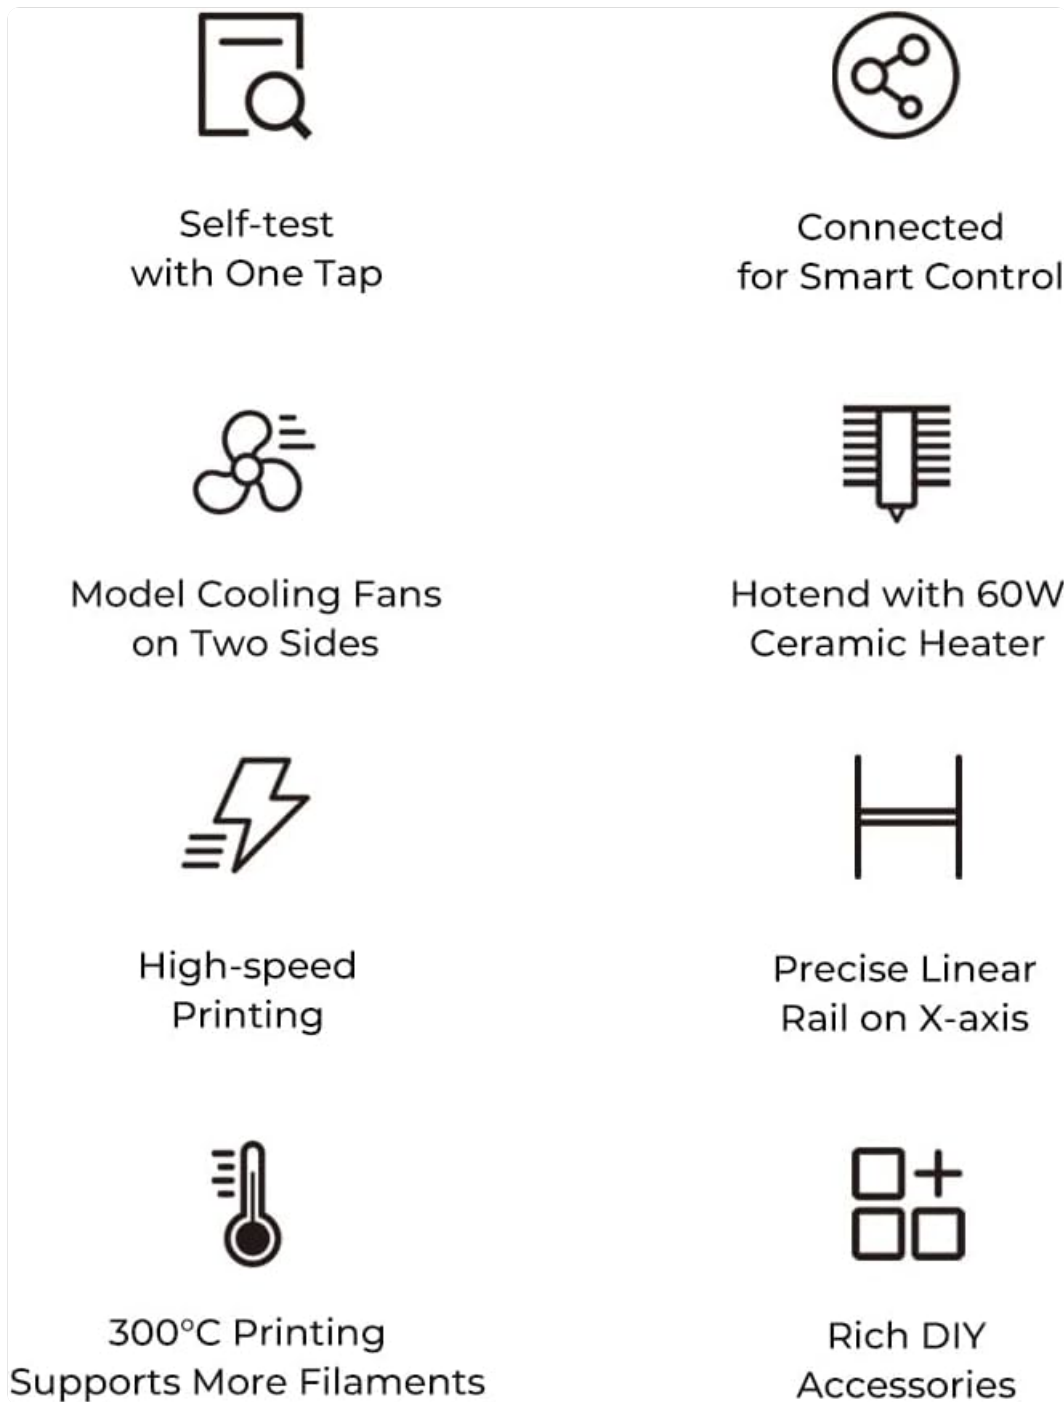 Self-test
with One Tap
Connected
for Smart Control
Model Cooling Fans
on Two Sides
Hotend with 60W
Ceramic Heater
High-speed
Printing
Precise Linear
Rail on X-axis
300°C Printing
Supports More Filaments
Rich DIY
Accessories